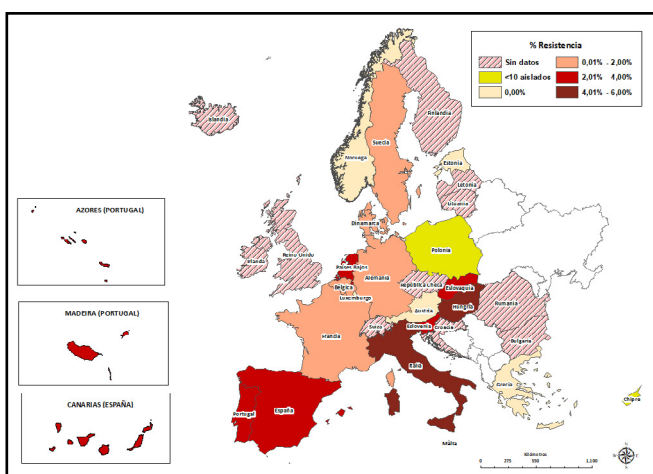 % Resistencia
Sin datos
<10 aislados
0,00%
0,01% - 2,00%
2,01% 4,00%
4,01% - 6,00%
Islandia
Finlandia
Suecia
Noruega
Estonia
Letonia
Lituania
Dinamarca
Irlanda
Reino Unido
Países Bajos
Polonia
Alemania
Bélgica
Luxemburgo
República Checa
Eslovaquia
Austria
Hungría
Rumania
Francia
Suiza
Eslovenia
Croacia
Bulgaria
Italia
Grecia
Portugal
España
Malta
Chipre
AZORES (PORTUGAL)
MADEIRA (PORTUGAL)
CANARIAS (ESPAÑA)
Kilómetros
0 275 550 1.100